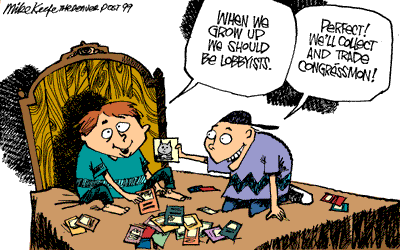 Mike Keefe THE DENVER POST 99
WHEN WE
GROW UP
WE SHOULD
BE LOBBYISTS.
PERFECT!
WE'LL COLLECT
AND TRADE
CONGRESSMON!